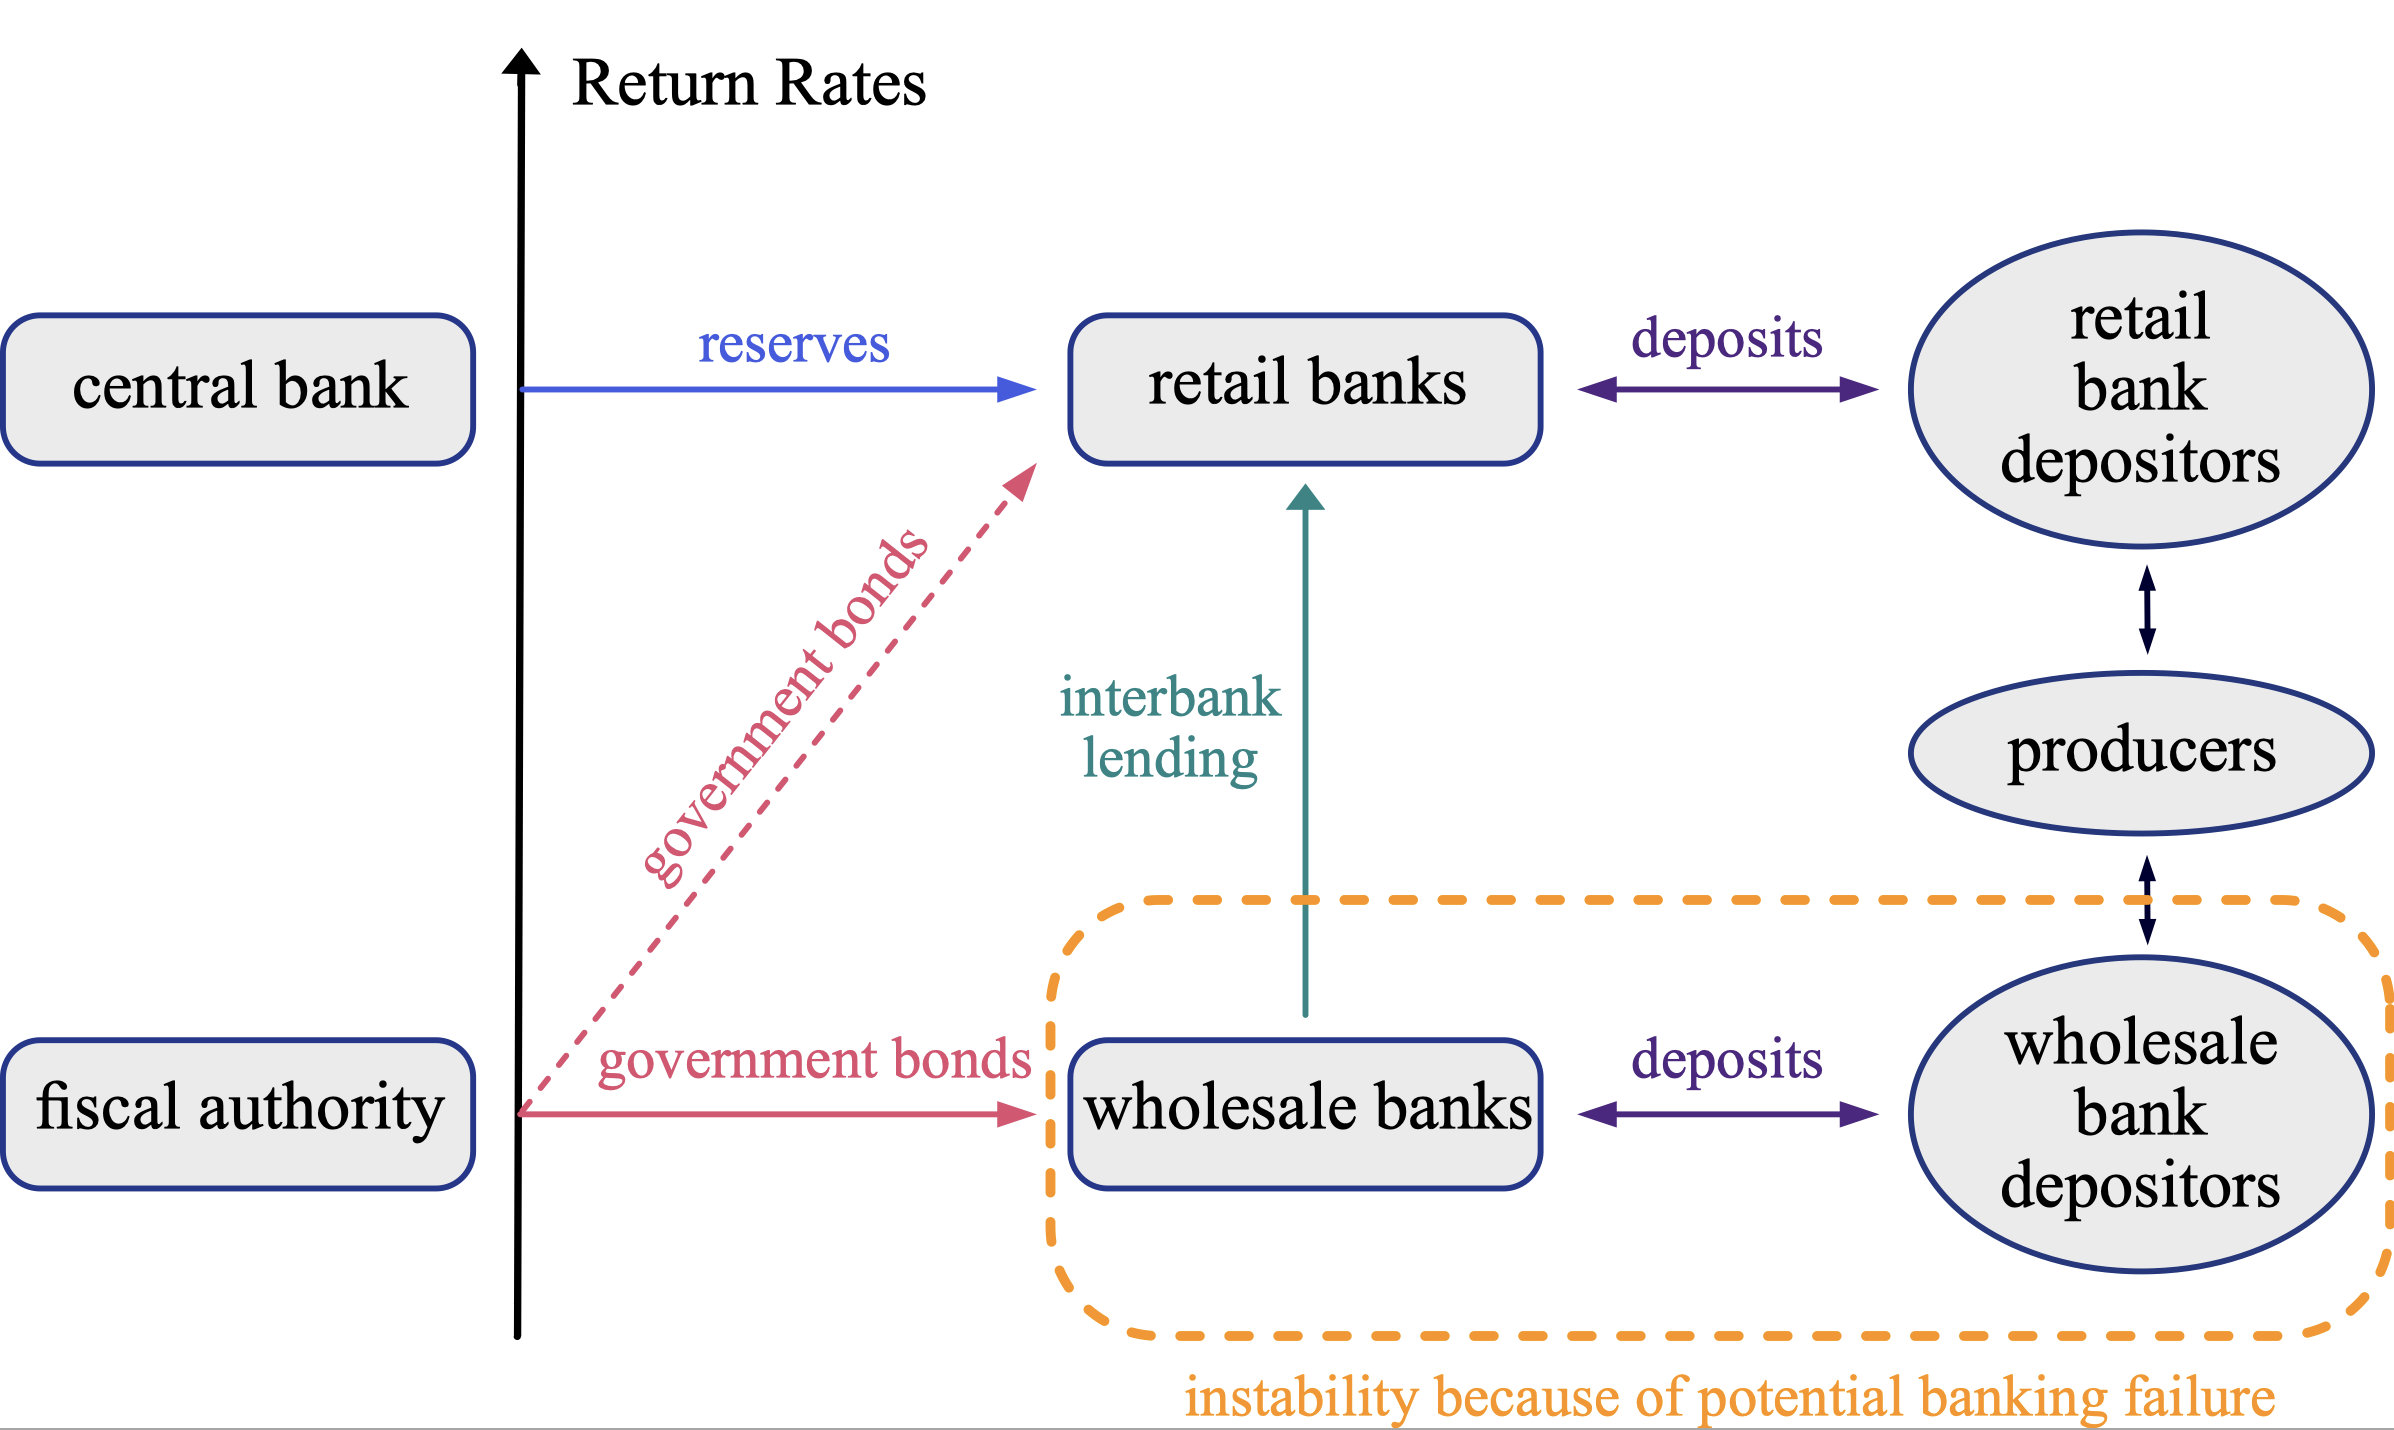 Return Rates
central bank
reserves
retail banks
deposits
retail
bank
depositors
government bonds
interbank
lending
producers
fiscal authority
government bonds
wholesale banks
deposits
wholesale
bank
depositors
instability because of potential banking failure